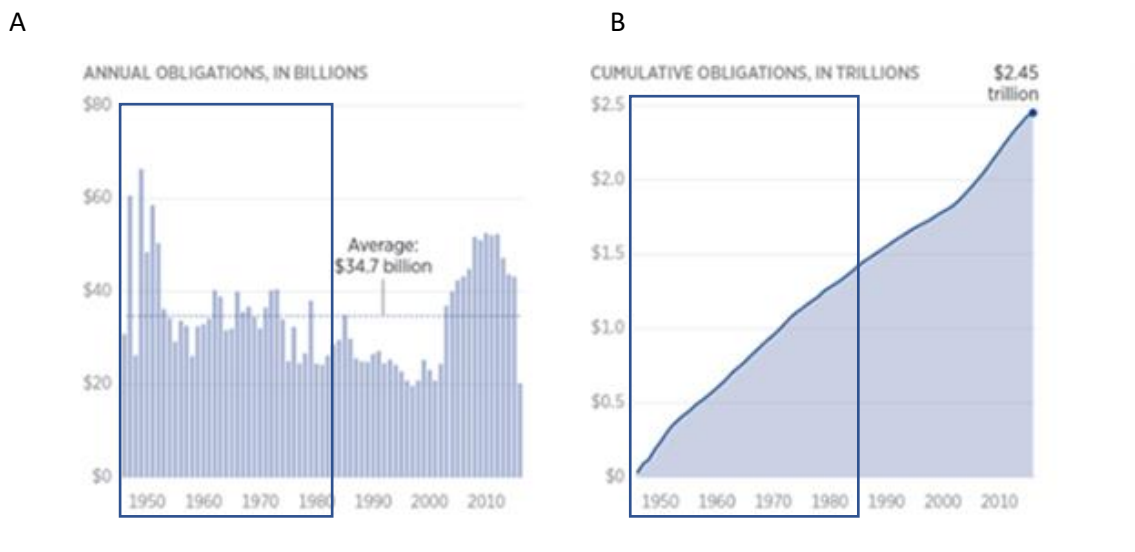 A
B
ANNUAL OBLIGATIONS, IN BILLIONS
$80
$60
$40
$20
$0
Average:
$34.7 billion
1950 1960 1970 1980 1990 2000 2010
CUMULATIVE OBLIGATIONS, IN TRILLIONS
$2.45
trillion
$2.5
$2.0
$1.5
$1.0
$0.5
$0
1950 1960 1970 1980 1990 2000 2010